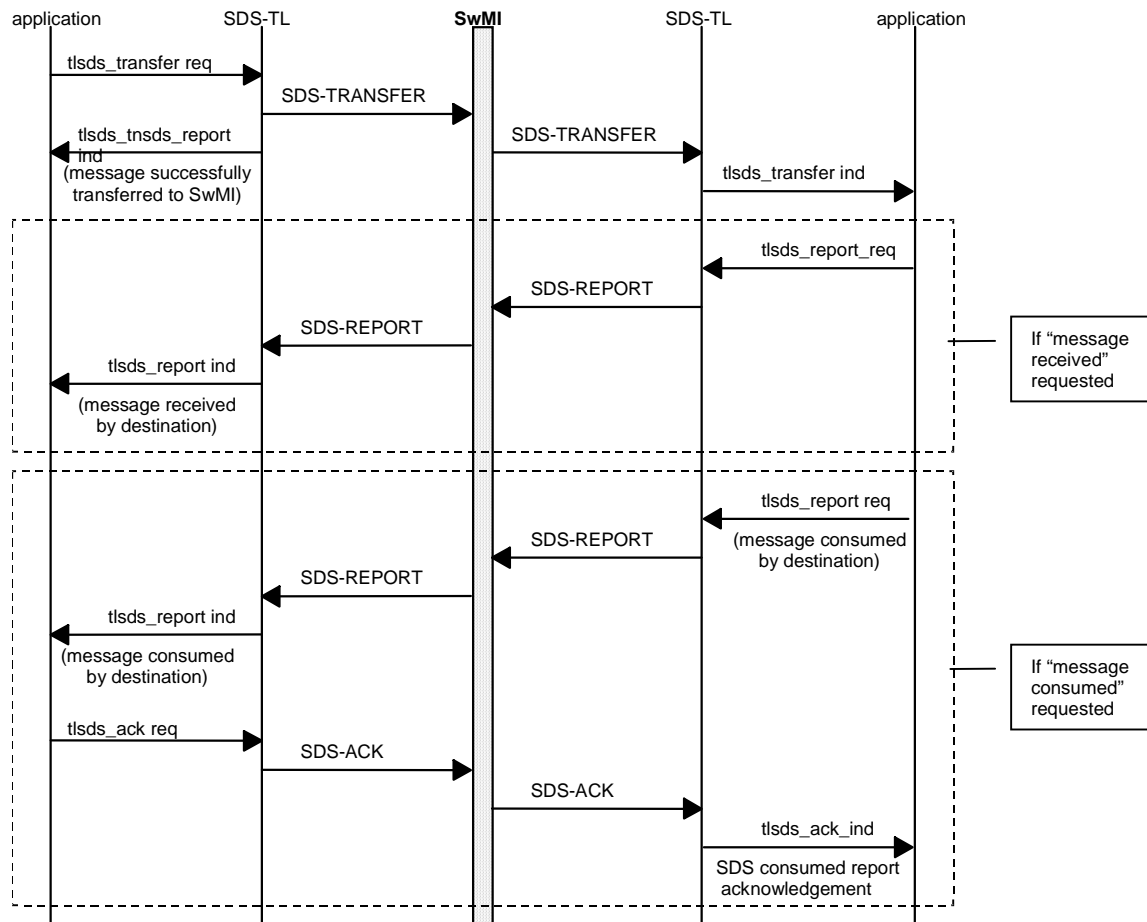 application
SDS-TL
SwMI
SDS-TL
application
tlsds_transfer req
SDS-TRANSFER
tlsds_tnsds_report
ind
(message successfully
transferred to SwMI)
SDS-TRANSFER
tlsds_transfer ind
tlsds_report_req
SDS-REPORT
SDS-REPORT
tlsds_report ind
(message received
by destination)
If “message
received”
requested
tlsds_report req
(message consumed
by destination)
SDS-REPORT
SDS-REPORT
tlsds_report ind
(message consumed
by destination)
If “message
consumed”
requested
tlsds_ack req
SDS-ACK
SDS-ACK
tlsds_ack_ind
SDS consumed report
acknowledgement